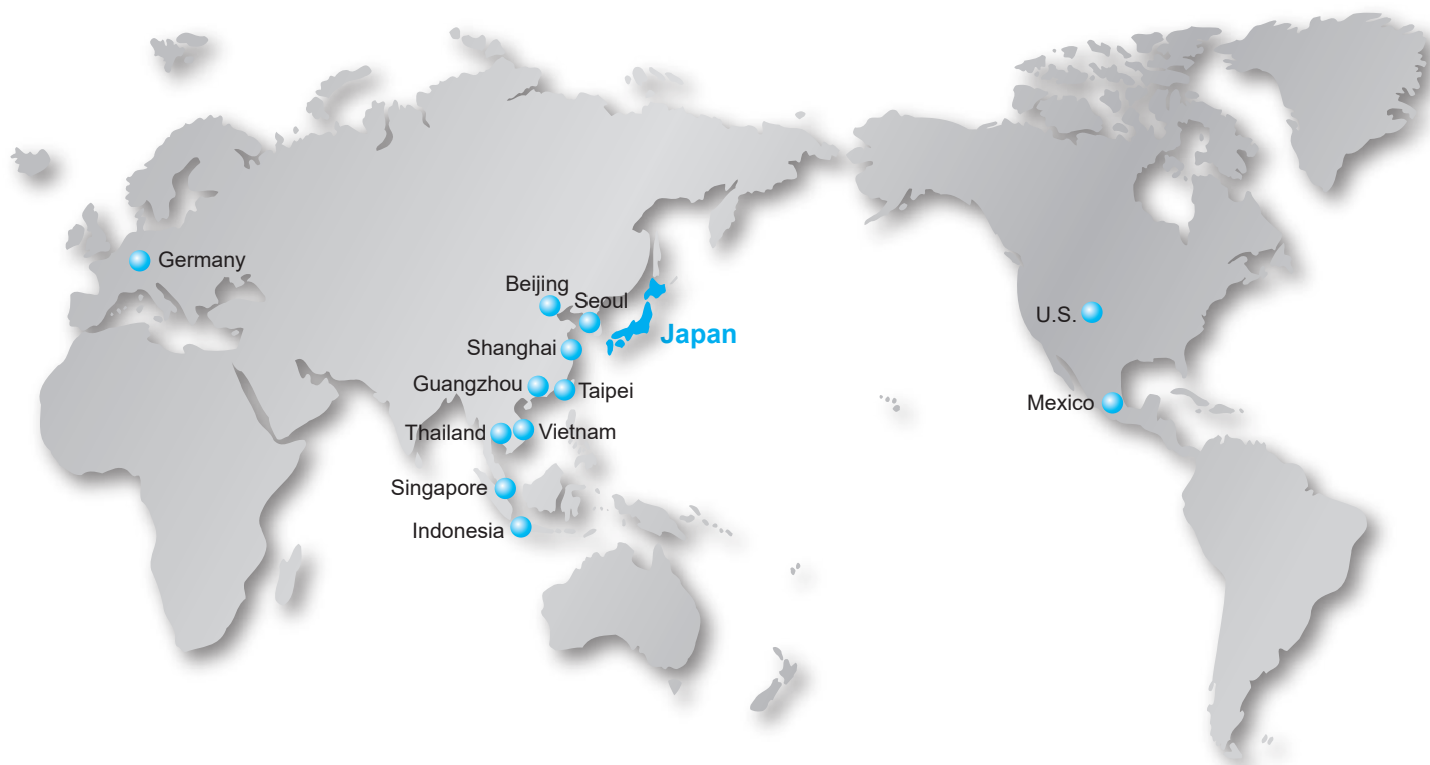 Germany
Beijing
Seoul
Japan
U.S.
Shanghai
Guangzhou
Taipei
Mexico
Thailand
Vietnam
Singapore
Indonesia